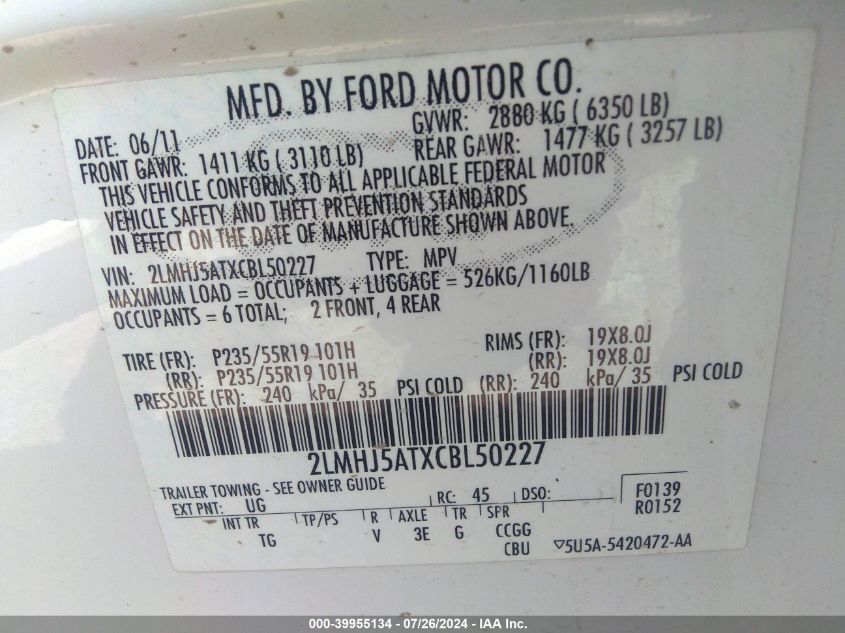 MFD. BY FORD MOTOR CO.
DATE: 06/11 GVWR: 2880 KG ( 6350 LB)
FRONT GAWR: 1411 KG ( 3110 LB) REAR GAWR: 1477 KG ( 3257 LB)
THIS VEHICLE CONFORMS TO ALL APPLICABLE FEDERAL MOTOR
VEHICLE SAFETY AND THEFT PREVENTION STANDARDS
IN EFFECT ON THE DATE OF MANUFACTURE SHOWN ABOVE.
VIN: 2LMHJ5ATXCBL50227 TYPE: MPV
MAXIMUM LOAD = OCCUPANTS + LUGGAGE = 526KG/1160LB
OCCUPANTS = 6 TOTAL; 2 FRONT, 4 REAR
TIRE (FR): P235/55R19 101H RIMS (FR): 19X8.0J
(RR): P235/55R19 101H (RR): 19X8.0J
PRESSURE (FR): 240 kPa/ 35 PSI COLD (RR): 240 kPa/ 35 PSI COLD
2LMHJ5ATXCBL50227
TRAILER TOWING - SEE OWNER GUIDE
EXT PNT: UG RC: 45 DSO: F0139
R0152
INT TR TP/PS R AXLE TR SPR
TG V 3E G CCGG
CBU ▽5U5A-5420472-AA
000-39955134 - 07/26/2024 - IAA Inc.